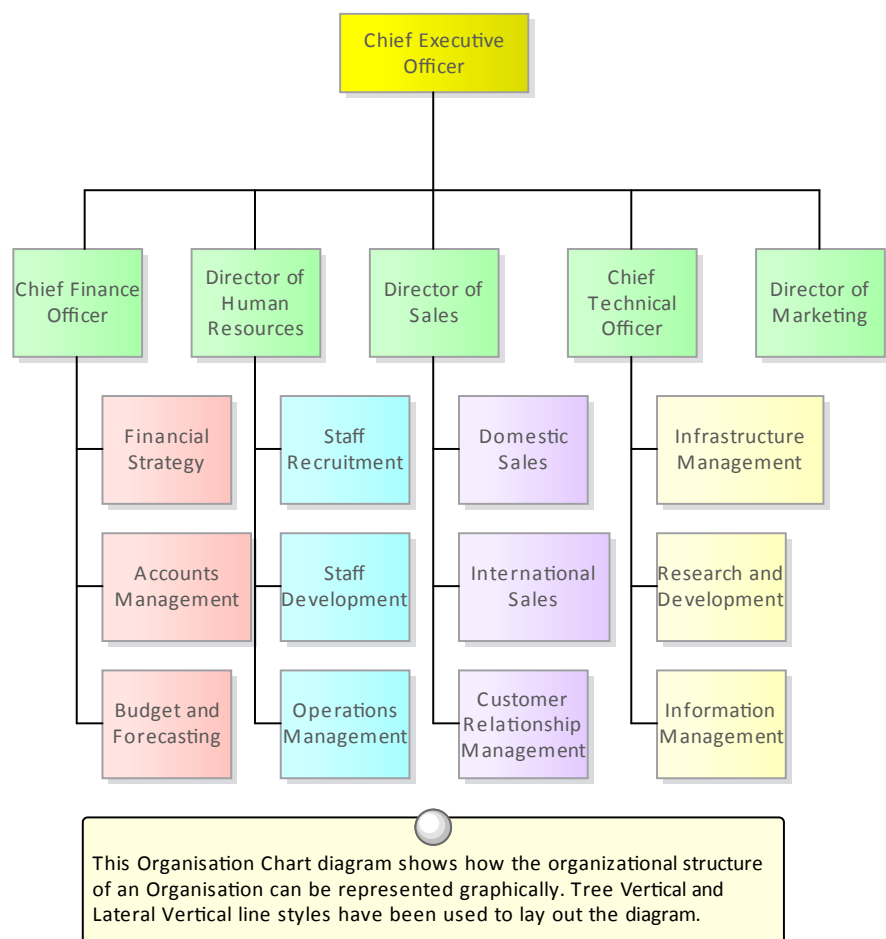 Chief Executive
Officer
Chief Finance
Officer
Director of
Human
Resources
Director of
Sales
Chief
Technical
Officer
Director of
Marketing
Financial
Strategy
Staff
Recruitment
Domestic
Sales
Infrastructure
Management
Accounts
Management
Staff
Development
International
Sales
Research and
Development
Budget and
Forecasting
Operations
Management
Customer
Relationship
Management
Information
Management
This Organisation Chart diagram shows how the organizational structure
of an Organisation can be represented graphically. Tree Vertical and
Lateral Vertical line styles have been used to lay out the diagram.